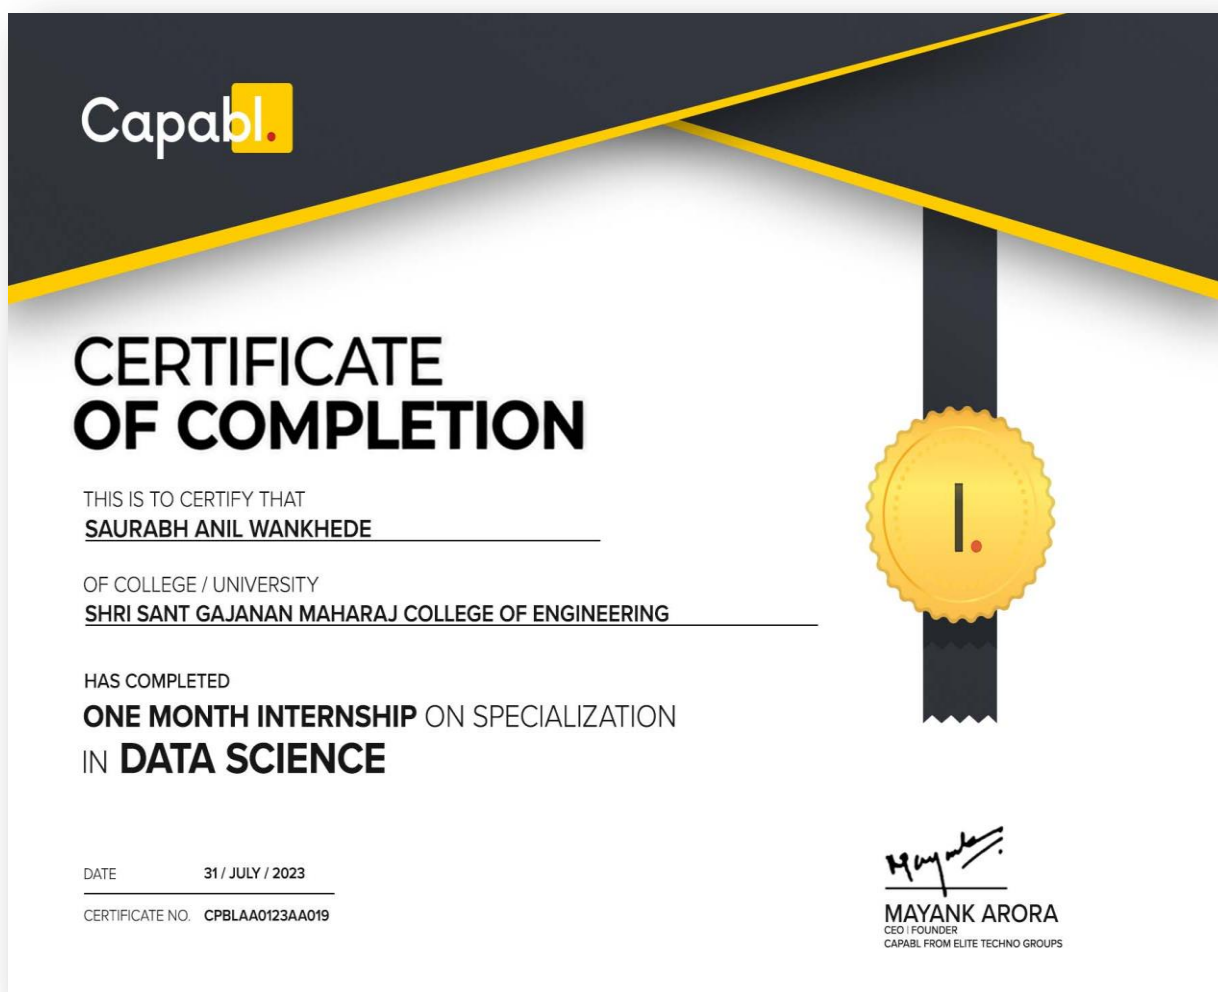 Capabl.
CERTIFICATE
OF COMPLETION
THIS IS TO CERTIFY THAT
SAURABH ANIL WANKHEDE
OF COLLEGE / UNIVERSITY
SHRI SANT GAJANAN MAHARAJ COLLEGE OF ENGINEERING
HAS COMPLETED
ONE MONTH INTERNSHIP ON SPECIALIZATION
IN DATA SCIENCE
l.
DATE 31 / JULY / 2023
CERTIFICATE NO. CPBLAA0123AA019
Mayank
MAYANK ARORA
CEO | FOUNDER
CAPABL FROM ELITE TECHNO GROUPS